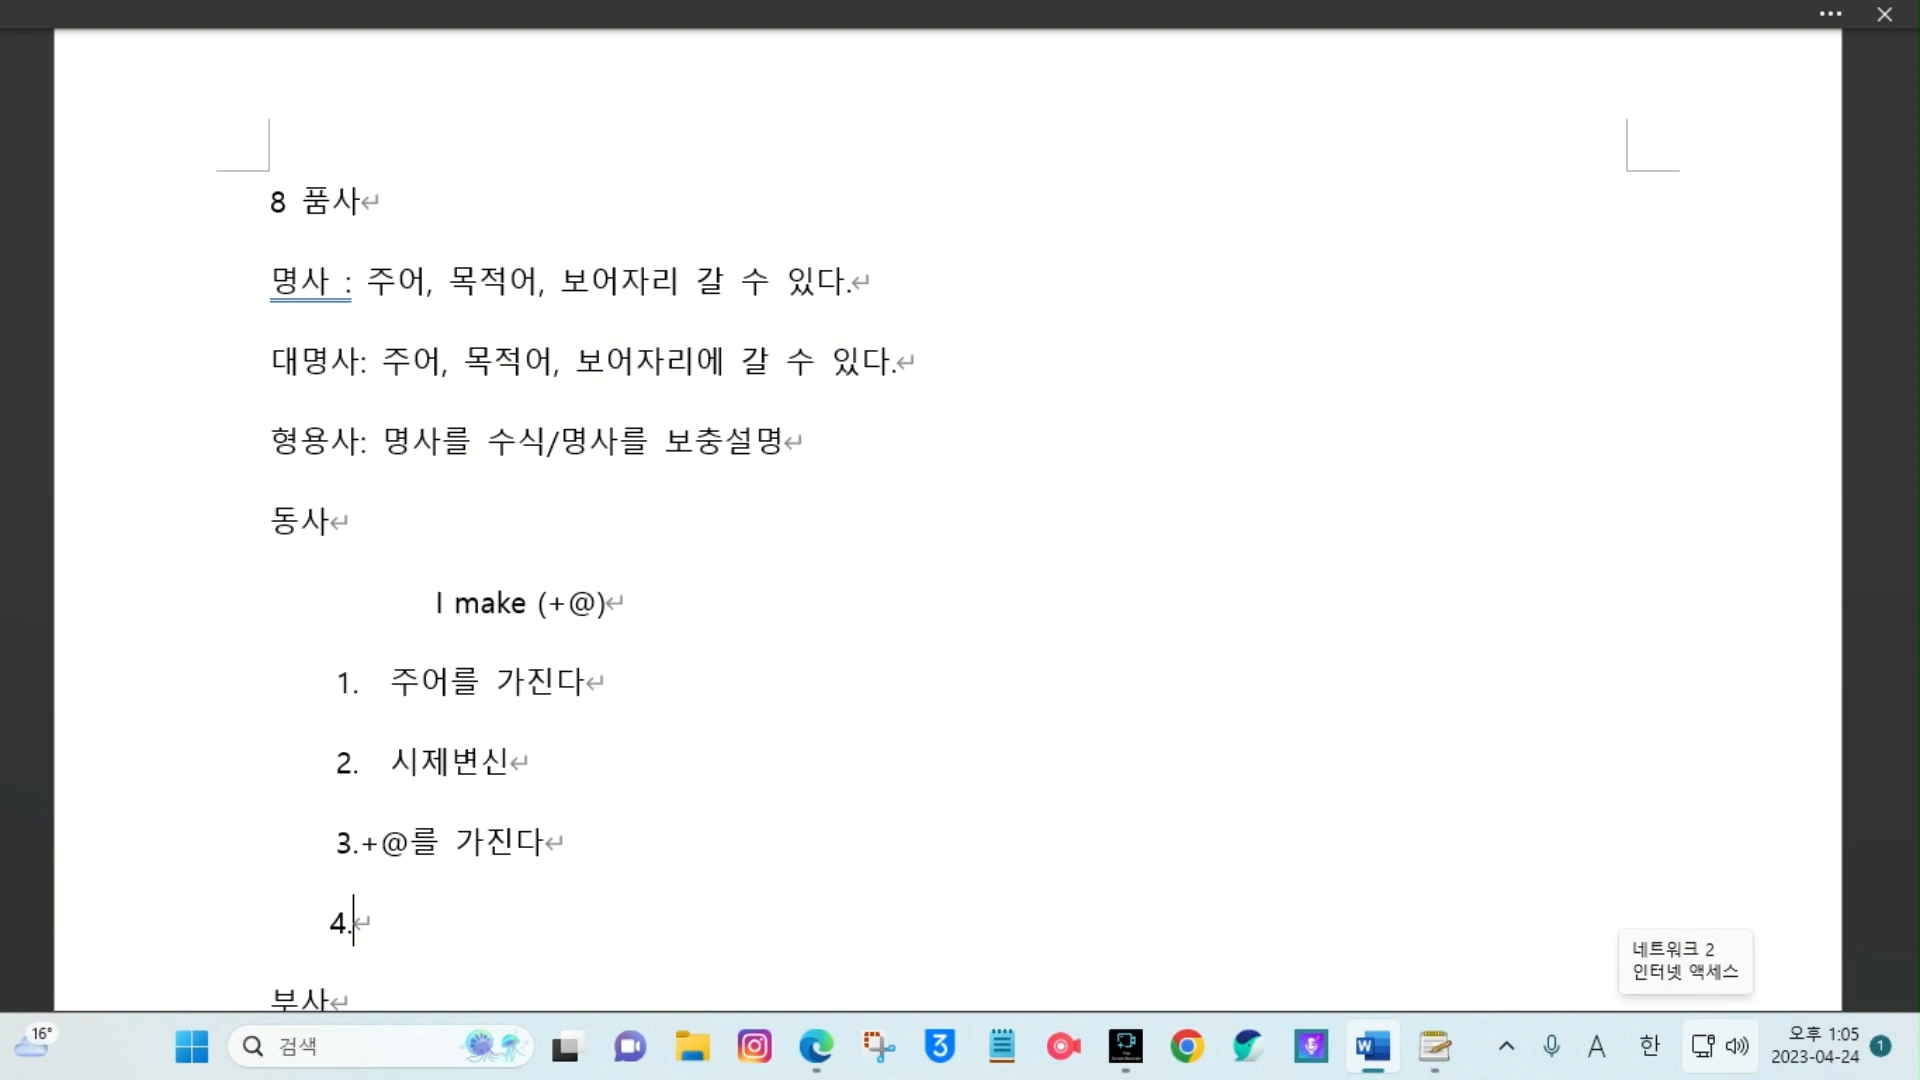 8 품사
명사 : 주어, 목적어, 보어자리 갈 수 있다.
대명사: 주어, 목적어, 보어자리에 갈 수 있다.
형용사: 명사를 수식/명사를 보충설명
동사
I make (+@)
1. 주어를 가진다
2. 시제변신
3.+@를 가진다
4.
부사
네트워크 2
인터넷 액세스
16°
검색
3
W
A
한
오후 1:05
2023-04-24
1